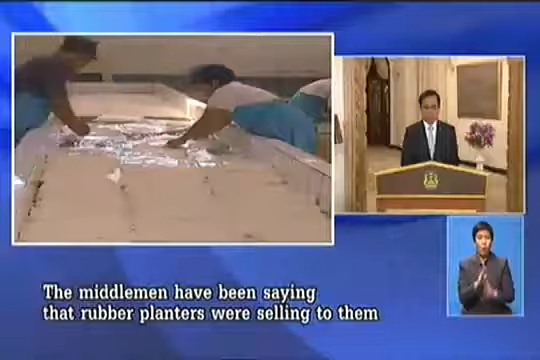 The middlemen have been saying
that rubber planters were selling to them